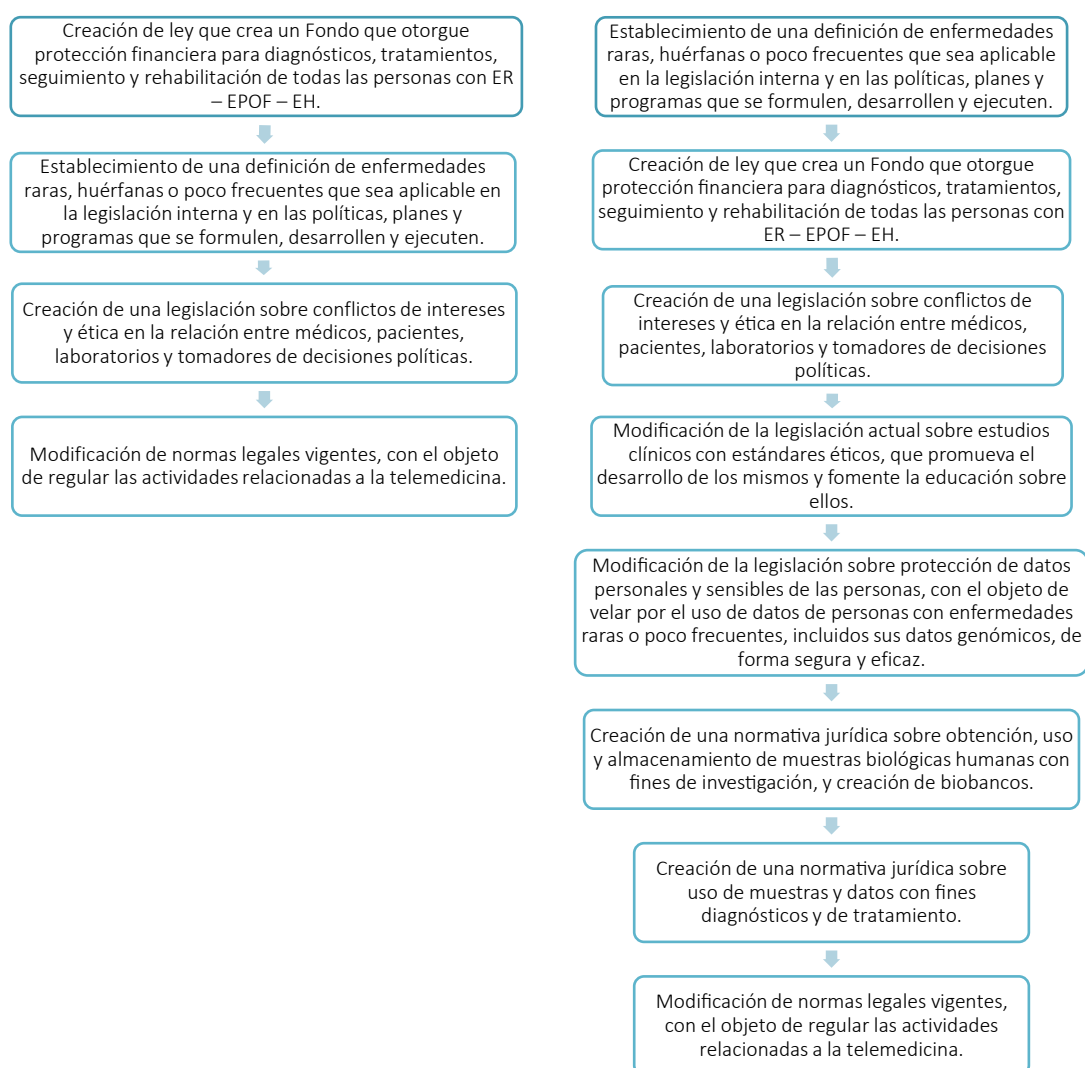 Creación de ley que crea un Fondo que otorgue
protección financiera para diagnósticos, tratamientos,
seguimiento y rehabilitación de todas las personas con ER
– EPOF – EH.
Establecimiento de una definición de enfermedades
raras, huérfanas o poco frecuentes que sea aplicable en
la legislación interna y en las políticas, planes y
programas que se formulen, desarrollen y ejecuten.
Creación de una legislación sobre conflictos de intereses
y ética en la relación entre médicos, pacientes,
laboratorios y tomadores de decisiones políticas.
Modificación de normas legales vigentes, con el objeto
de regular las actividades relacionadas a la telemedicina.
Establecimiento de una definición de enfermedades
raras, huérfanas o poco frecuentes que sea aplicable
en la legislación interna y en las políticas, planes y
programas que se formulen, desarrollen y ejecuten.
Creación de ley que crea un Fondo que otorgue
protección financiera para diagnósticos, tratamientos,
seguimiento y rehabilitación de todas las personas con
ER – EPOF – EH.
Creación de una legislación sobre conflictos de
intereses y ética en la relación entre médicos,
pacientes, laboratorios y tomadores de decisiones
políticas.
Modificación de la legislación actual sobre estudios
clínicos con estándares éticos, que promueva el
desarrollo de los mismos y fomente la educación sobre
ellos.
Modificación de la legislación sobre protección de datos
personales y sensibles de las personas, con el objeto de
velar por el uso de datos de personas con enfermedades
raras o poco frecuentes, incluidos sus datos genómicos, de
forma segura y eficaz.
Creación de una normativa jurídica sobre obtención, uso
y almacenamiento de muestras biológicas humanas con
fines de investigación, y creación de biobancos.
Creación de una normativa jurídica sobre
uso de muestras y datos con fines
diagnósticos y de tratamiento.
Modificación de normas legales vigentes,
con el objeto de regular las actividades
relacionadas a la telemedicina.